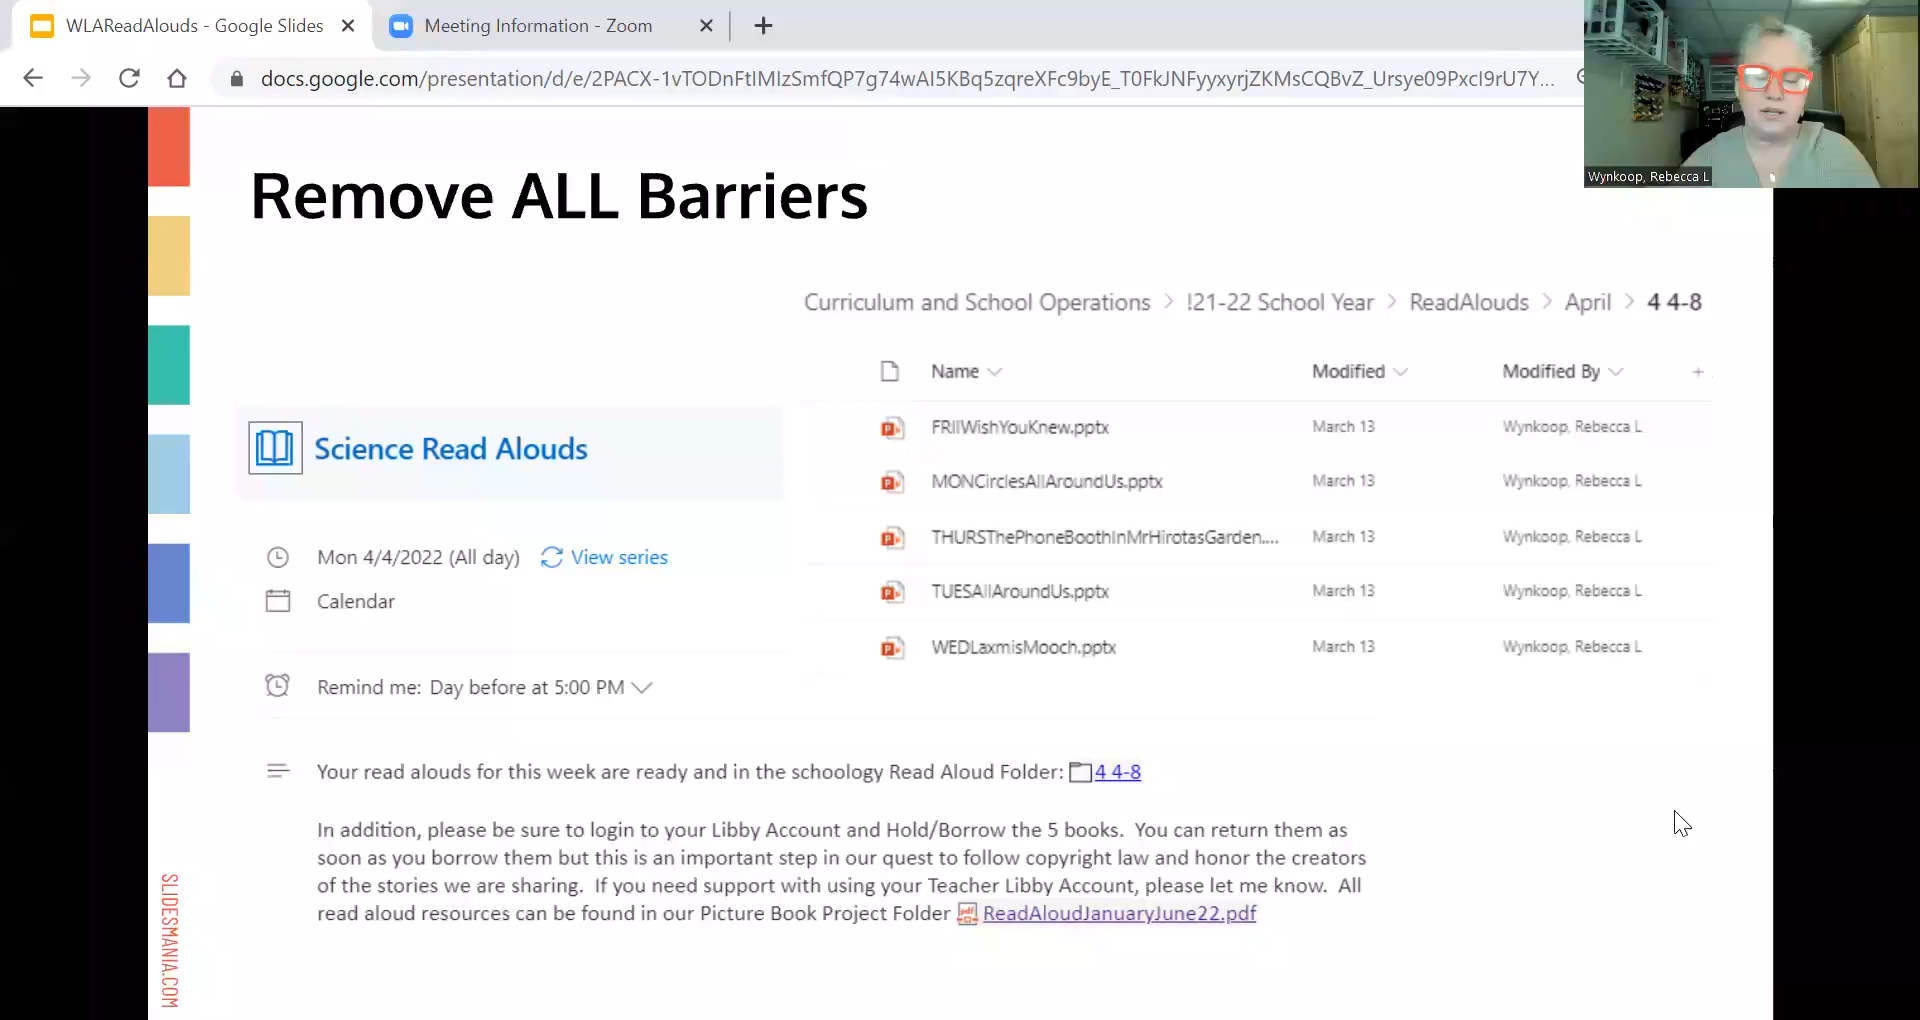 WLAReadAlouds - Google Slides
Meeting Information - Zoom
docs.google.com/presentation/d/e/2PACX-1vTODnFtIMIzSmfQP7g74wAI5KBq5zqreXFc9byE_T0FkJNFyyxyrjZKMsCQBvZ_Ursye09PxcI9rU7Y...
Wynkoop, Rebecca L
Remove ALL Barriers
Curriculum and School Operations > !21-22 School Year > ReadAlouds > April > 4 4-8
Name Modified Modified By +
FRIIWishYouKnew.pptx March 13 Wynkoop, Rebecca L
MONCirclesAllAroundUs.pptx March 13 Wynkoop, Rebecca L
THURSThePhoneBoothInMrHirotasGarden.... March 13 Wynkoop, Rebecca L
TUESAllAroundUs.pptx March 13 Wynkoop, Rebecca L
WEDLaxmisMooch.pptx March 13 Wynkoop, Rebecca L
Science Read Alouds
Mon 4/4/2022 (All day) View series
Calendar
Remind me: Day before at 5:00 PM
Your read alouds for this week are ready and in the schoology Read Aloud Folder: 4 4-8
In addition, please be sure to login to your Libby Account and Hold/Borrow the 5 books. You can return them as
soon as you borrow them but this is an important step in our quest to follow copyright law and honor the creators
of the stories we are sharing. If you need support with using your Teacher Libby Account, please let me know. All
read aloud resources can be found in our Picture Book Project Folder ReadAloudJanuaryJune22.pdf
SLIDESMANIA.COM